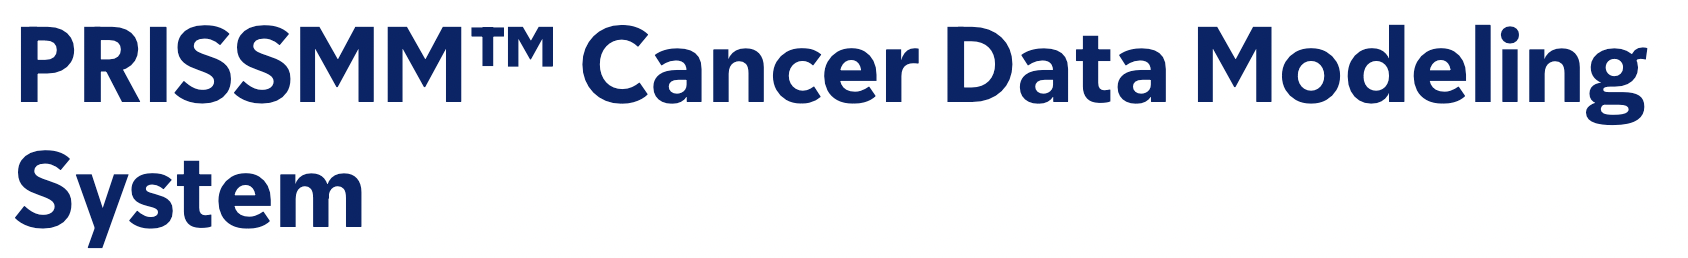 PRISSMM™ Cancer Data Modeling
System